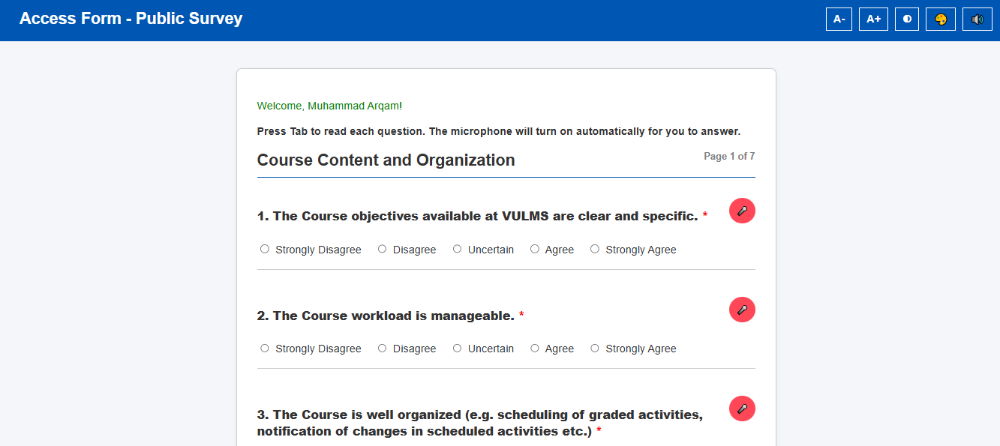 Access Form - Public Survey
A-
A+
Welcome, Muhammad Arqam!
Press Tab to read each question. The microphone will turn on automatically for you to answer.
Course Content and Organization
Page 1 of 7
1. The Course objectives available at VULMS are clear and specific. *
Strongly Disagree Disagree Uncertain Agree Strongly Agree
2. The Course workload is manageable. *
Strongly Disagree Disagree Uncertain Agree Strongly Agree
3. The Course is well organized (e.g. scheduling of graded activities,
notification of changes in scheduled activities etc.) *